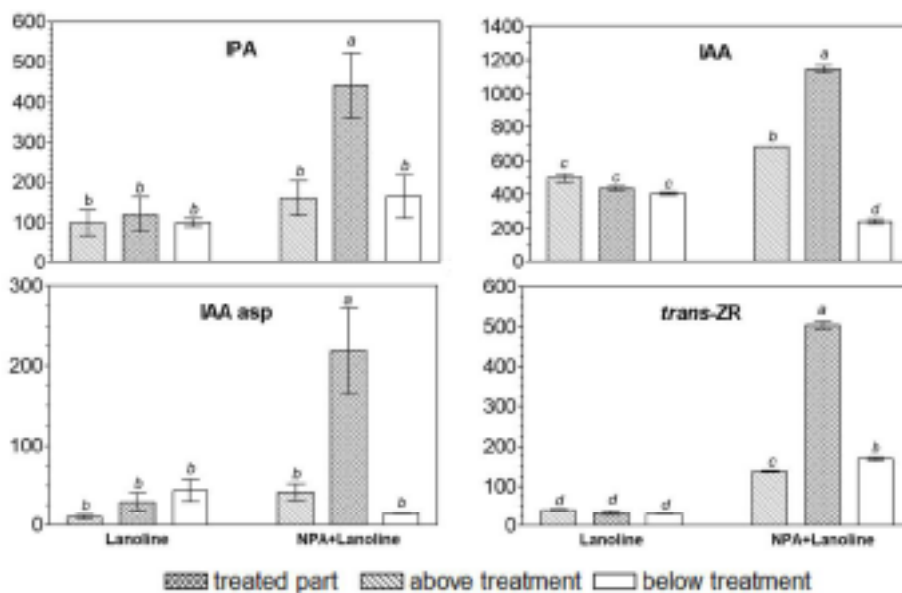 600
500
400
300
200
100
0
IPA
b
b
b
b
a
b
1400
1200
1000
800
600
400
200
0
IAA
c
c
c
b
a
d
300
200
100
0
IAA asp
b
b
b
b
a
b
Lanoline
NPA+Lanoline
600
500
400
300
200
100
0
trans-ZR
d
d
d
c
a
b
Lanoline
NPA+Lanoline
treated part above treatment below treatment